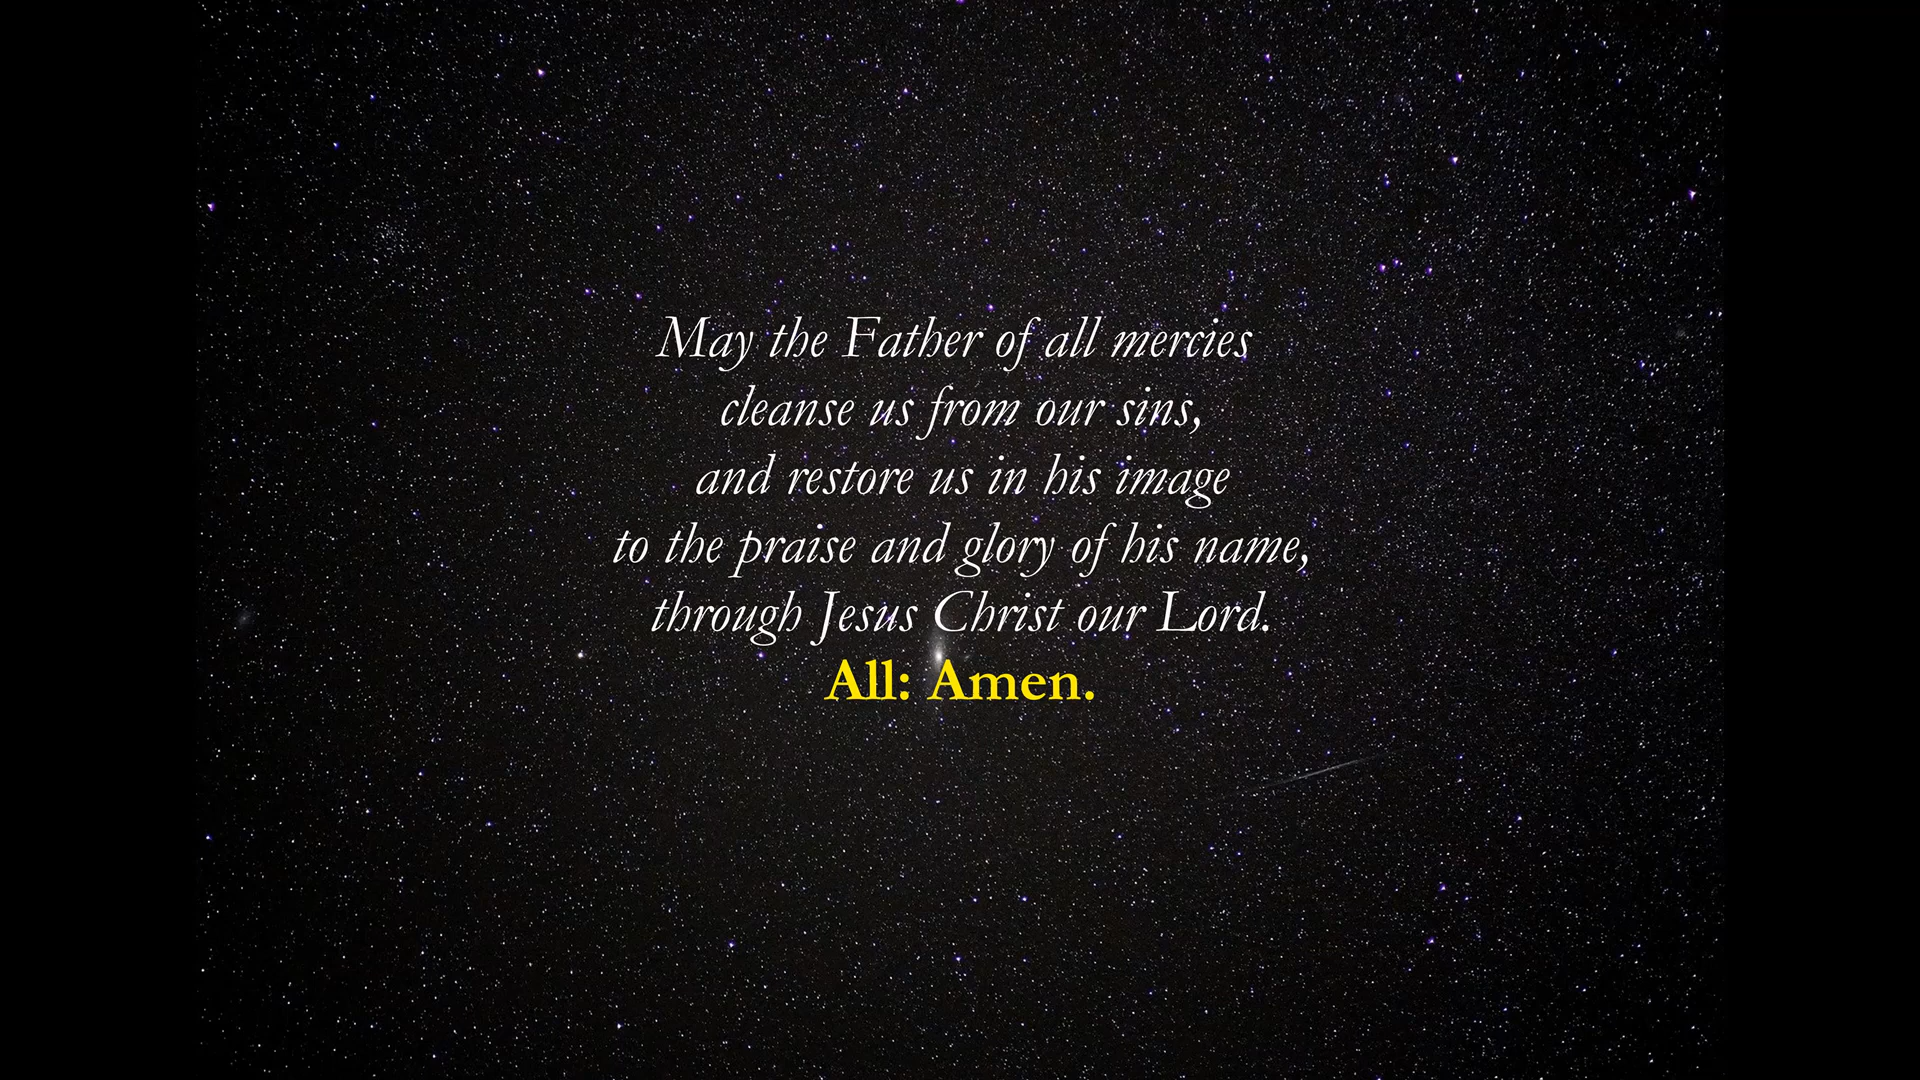 May the Father of all mercies
cleanse us from our sins,
and restore us in his image
to the praise and glory of his name,
through Jesus Christ our Lord.
All: Amen.